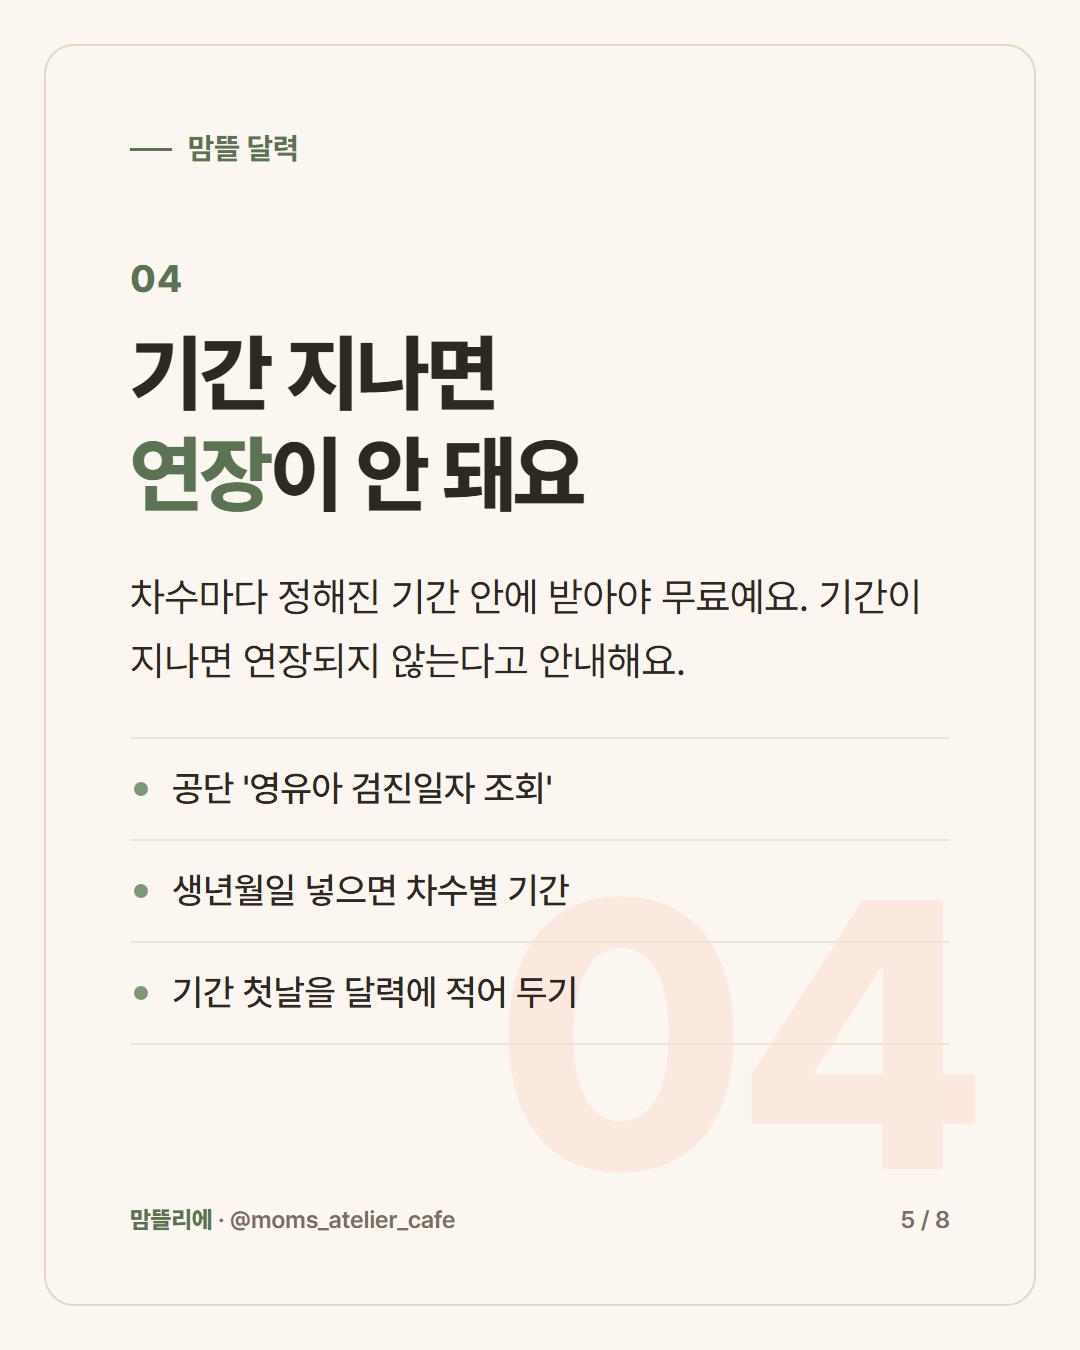 맘뜰 달력
04
기간 지나면
연장이 안 돼요
차수마다 정해진 기간 안에 받아야 무료예요. 기간이
지나면 연장되지 않는다고 안내해요.
공단 '영유아 검진일자 조회'
생년월일 넣으면 차수별 기간
기간 첫날을 달력에 적어 두기
04
맘뜰리에 · @moms_atelier_cafe
5 / 8